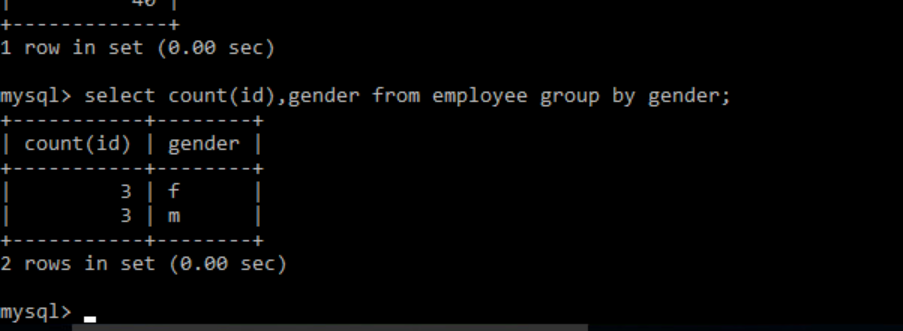 |          40 |
+-------------+
1 row in set (0.00 sec)
mysql> select count(id),gender from employee group by gender;
+-----------+--------+
| count(id) | gender |
+-----------+--------+
|         3 | f      |
|         3 | m      |
+-----------+--------+
2 rows in set (0.00 sec)
mysql>